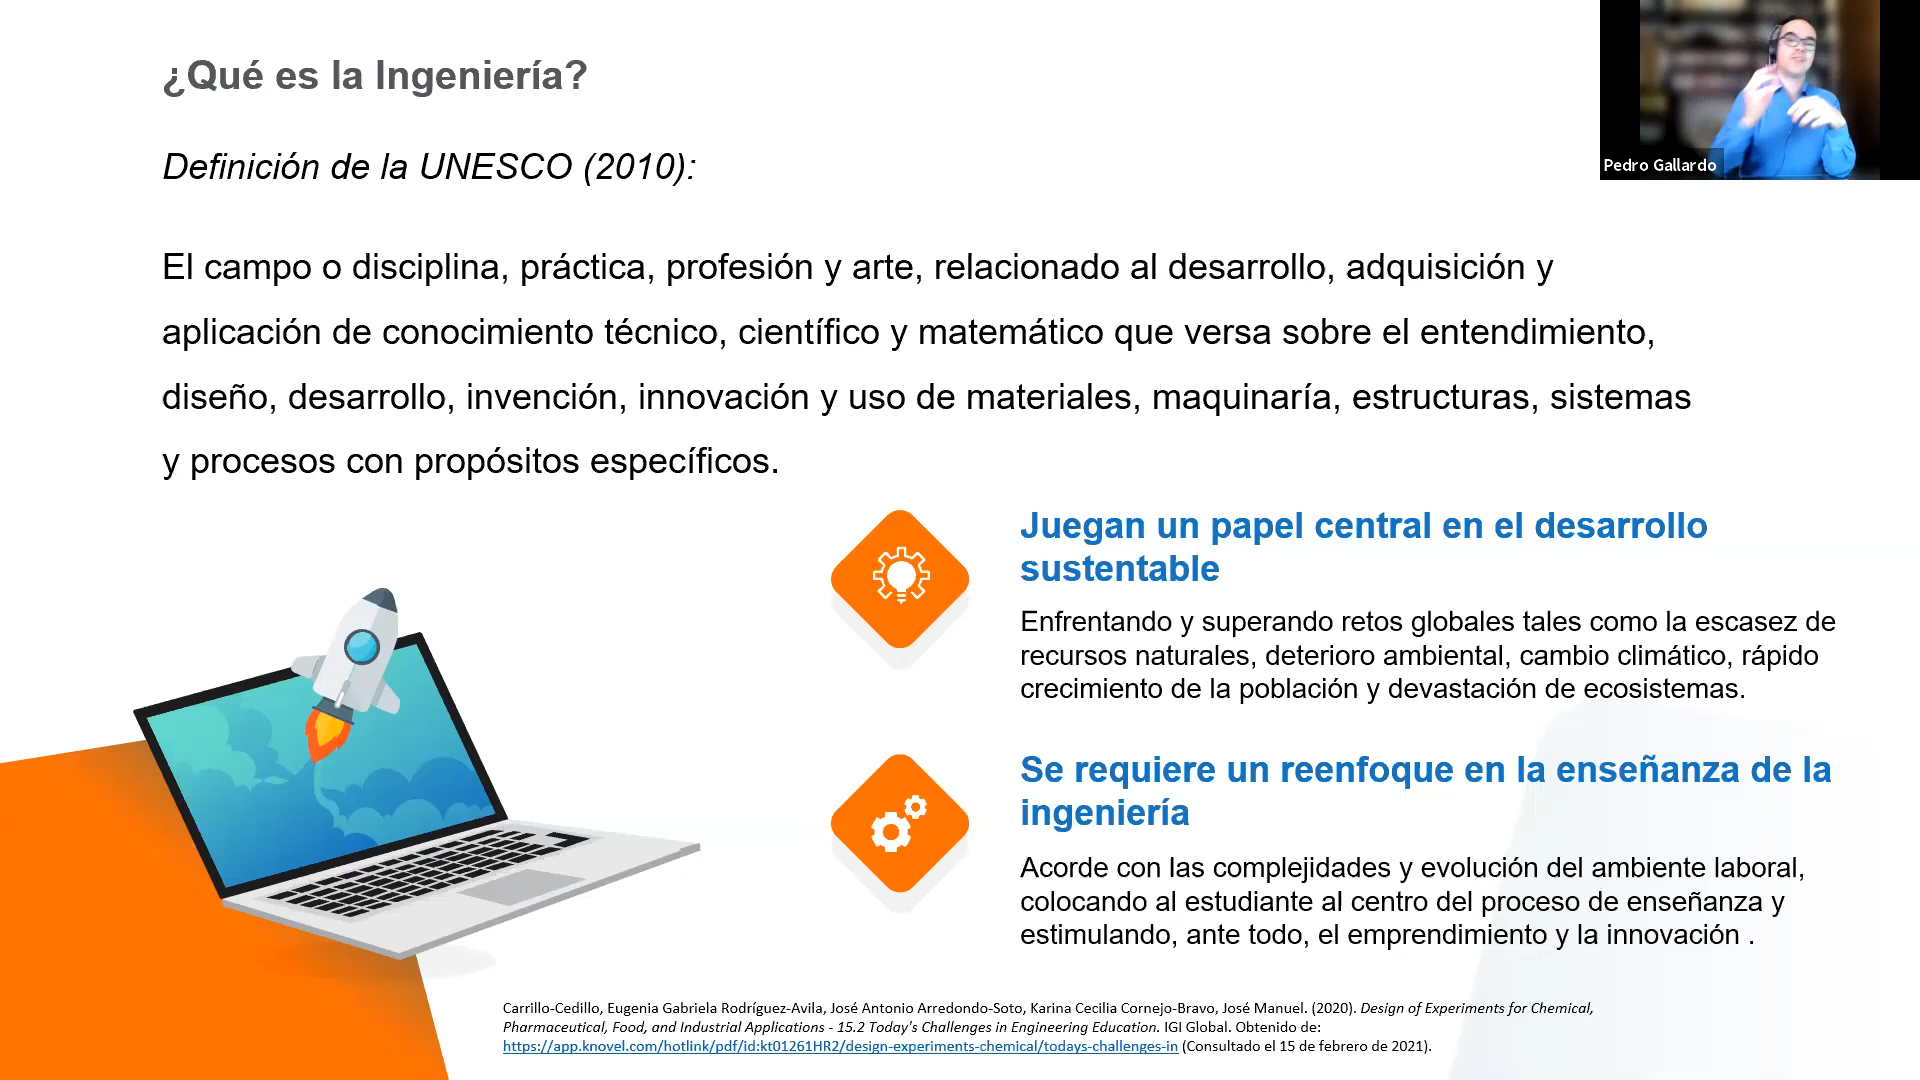 ¿Qué es la Ingeniería?
Pedro Gallardo
Definición de la UNESCO (2010):
El campo o disciplina, práctica, profesión y arte, relacionado al desarrollo, adquisición y
aplicación de conocimiento técnico, científico y matemático que versa sobre el entendimiento,
diseño, desarrollo, invención, innovación y uso de materiales, maquinaría, estructuras, sistemas
y procesos con propósitos específicos.
Juegan un papel central en el desarrollo
sustentable
Enfrentando y superando retos globales tales como la escasez de
recursos naturales, deterioro ambiental, cambio climático, rápido
crecimiento de la población y devastación de ecosistemas.
Se requiere un reenfoque en la enseñanza de la
ingeniería
Acorde con las complejidades y evolución del ambiente laboral,
colocando al estudiante al centro del proceso de enseñanza y
estimulando, ante todo, el emprendimiento y la innovación .
Carrillo-Cedillo, Eugenia Gabriela Rodríguez-Avila, José Antonio Arredondo-Soto, Karina Cecilia Cornejo-Bravo, José Manuel. (2020). Design of Experiments for Chemical,
Pharmaceutical, Food, and Industrial Applications - 15.2 Today's Challenges in Engineering Education. IGI Global. Obtenido de:
https://app.knovel.com/hotlink/pdf/id:kt01261HR2/design-experiments-chemical/todays-challenges-in (Consultado el 15 de febrero de 2021).